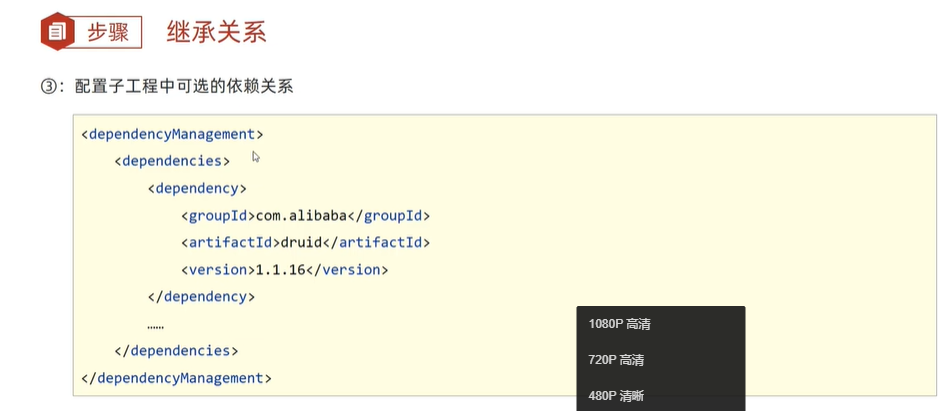 步骤 继承关系
③：配置子工程中可选的依赖关系
<dependencyManagement>
<dependencies>
<dependency>
<groupId>com.alibaba</groupId>
<artifactId>druid</artifactId>
<version>1.1.16</version>
</dependency>
……
</dependencies>
</dependencyManagement>
1080P 高清
720P 高清
480P 清晰